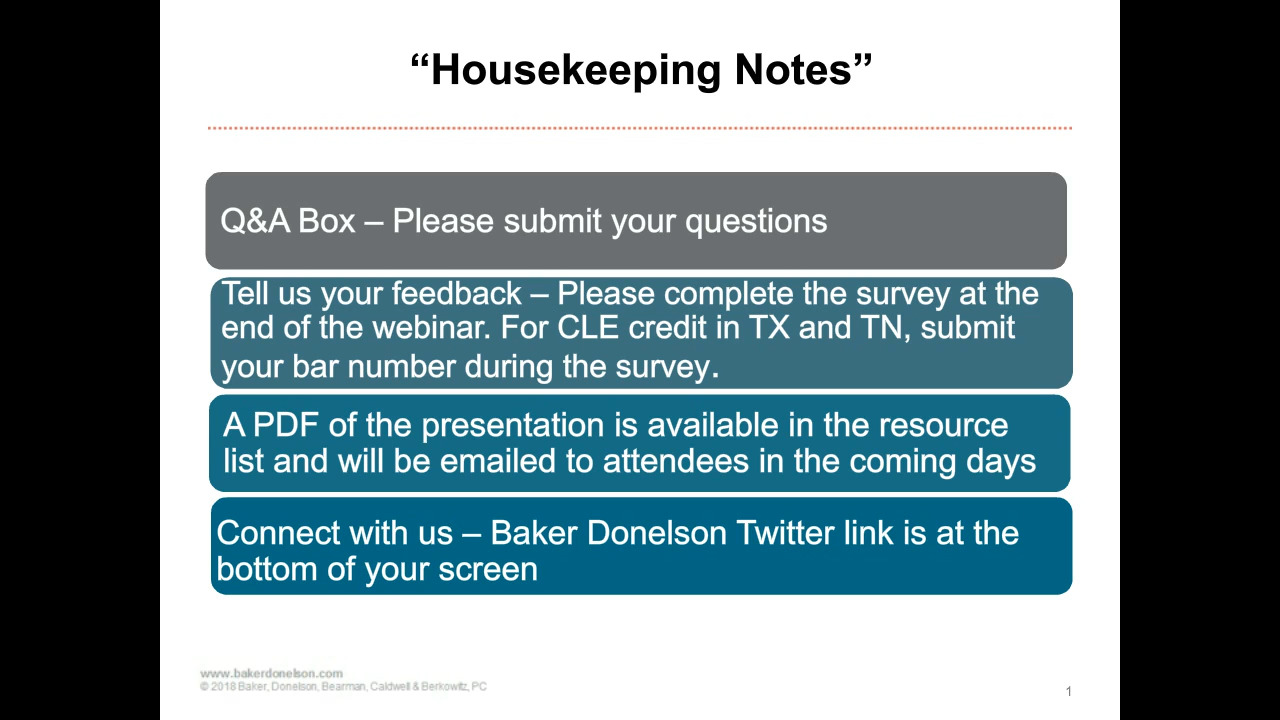 “Housekeeping Notes”
Q&A Box – Please submit your questions
Tell us your feedback – Please complete the survey at the
end of the webinar. For CLE credit in TX and TN, submit
your bar number during the survey.
A PDF of the presentation is available in the resource
list and will be emailed to attendees in the coming days
Connect with us – Baker Donelson Twitter link is at the
bottom of your screen
www.bakerdonelson.com
© 2018 Baker, Donelson, Bearman, Caldwell & Berkowitz, PC
1